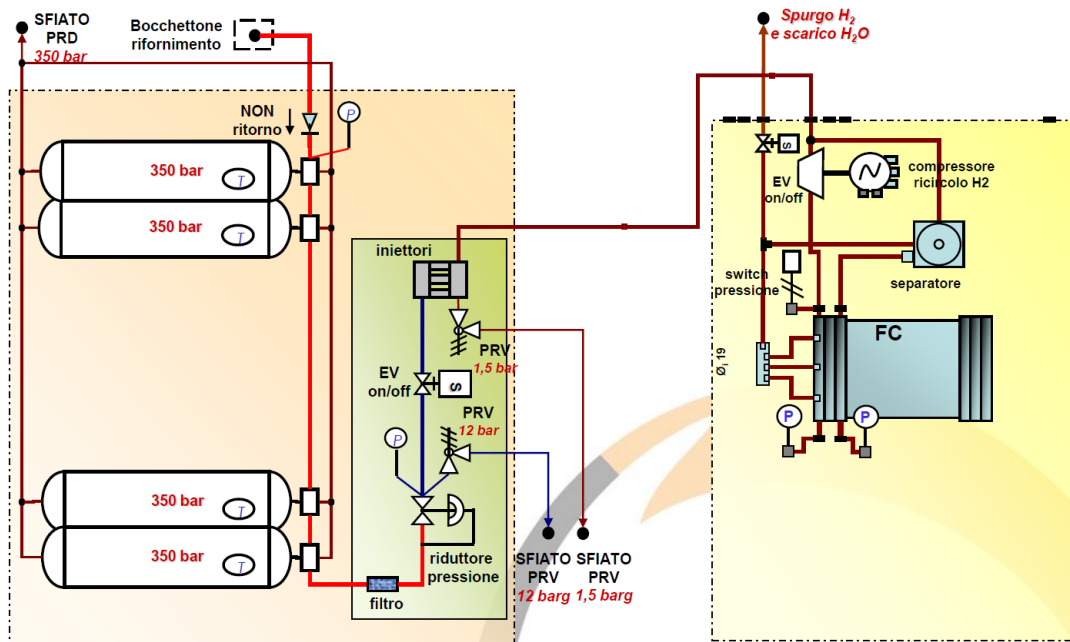 SFIATO
PRD
350 bar
Bocchettone
rifornimento
Spurgo H2
e scarico H2O
NON
ritorno
P
350 bar
T
350 bar
T
S
EV
on/off
compressore
ricircolo H2
iniettori
separatore
switch
pressione
PRV
1,5 bar
FC
Øi 19
EV
on/off
S
PRV
12 bar
P
P
P
350 bar
T
350 bar
T
riduttore
pressione
filtro
SFIATO
PRV
12 barg
SFIATO
PRV
1,5 barg